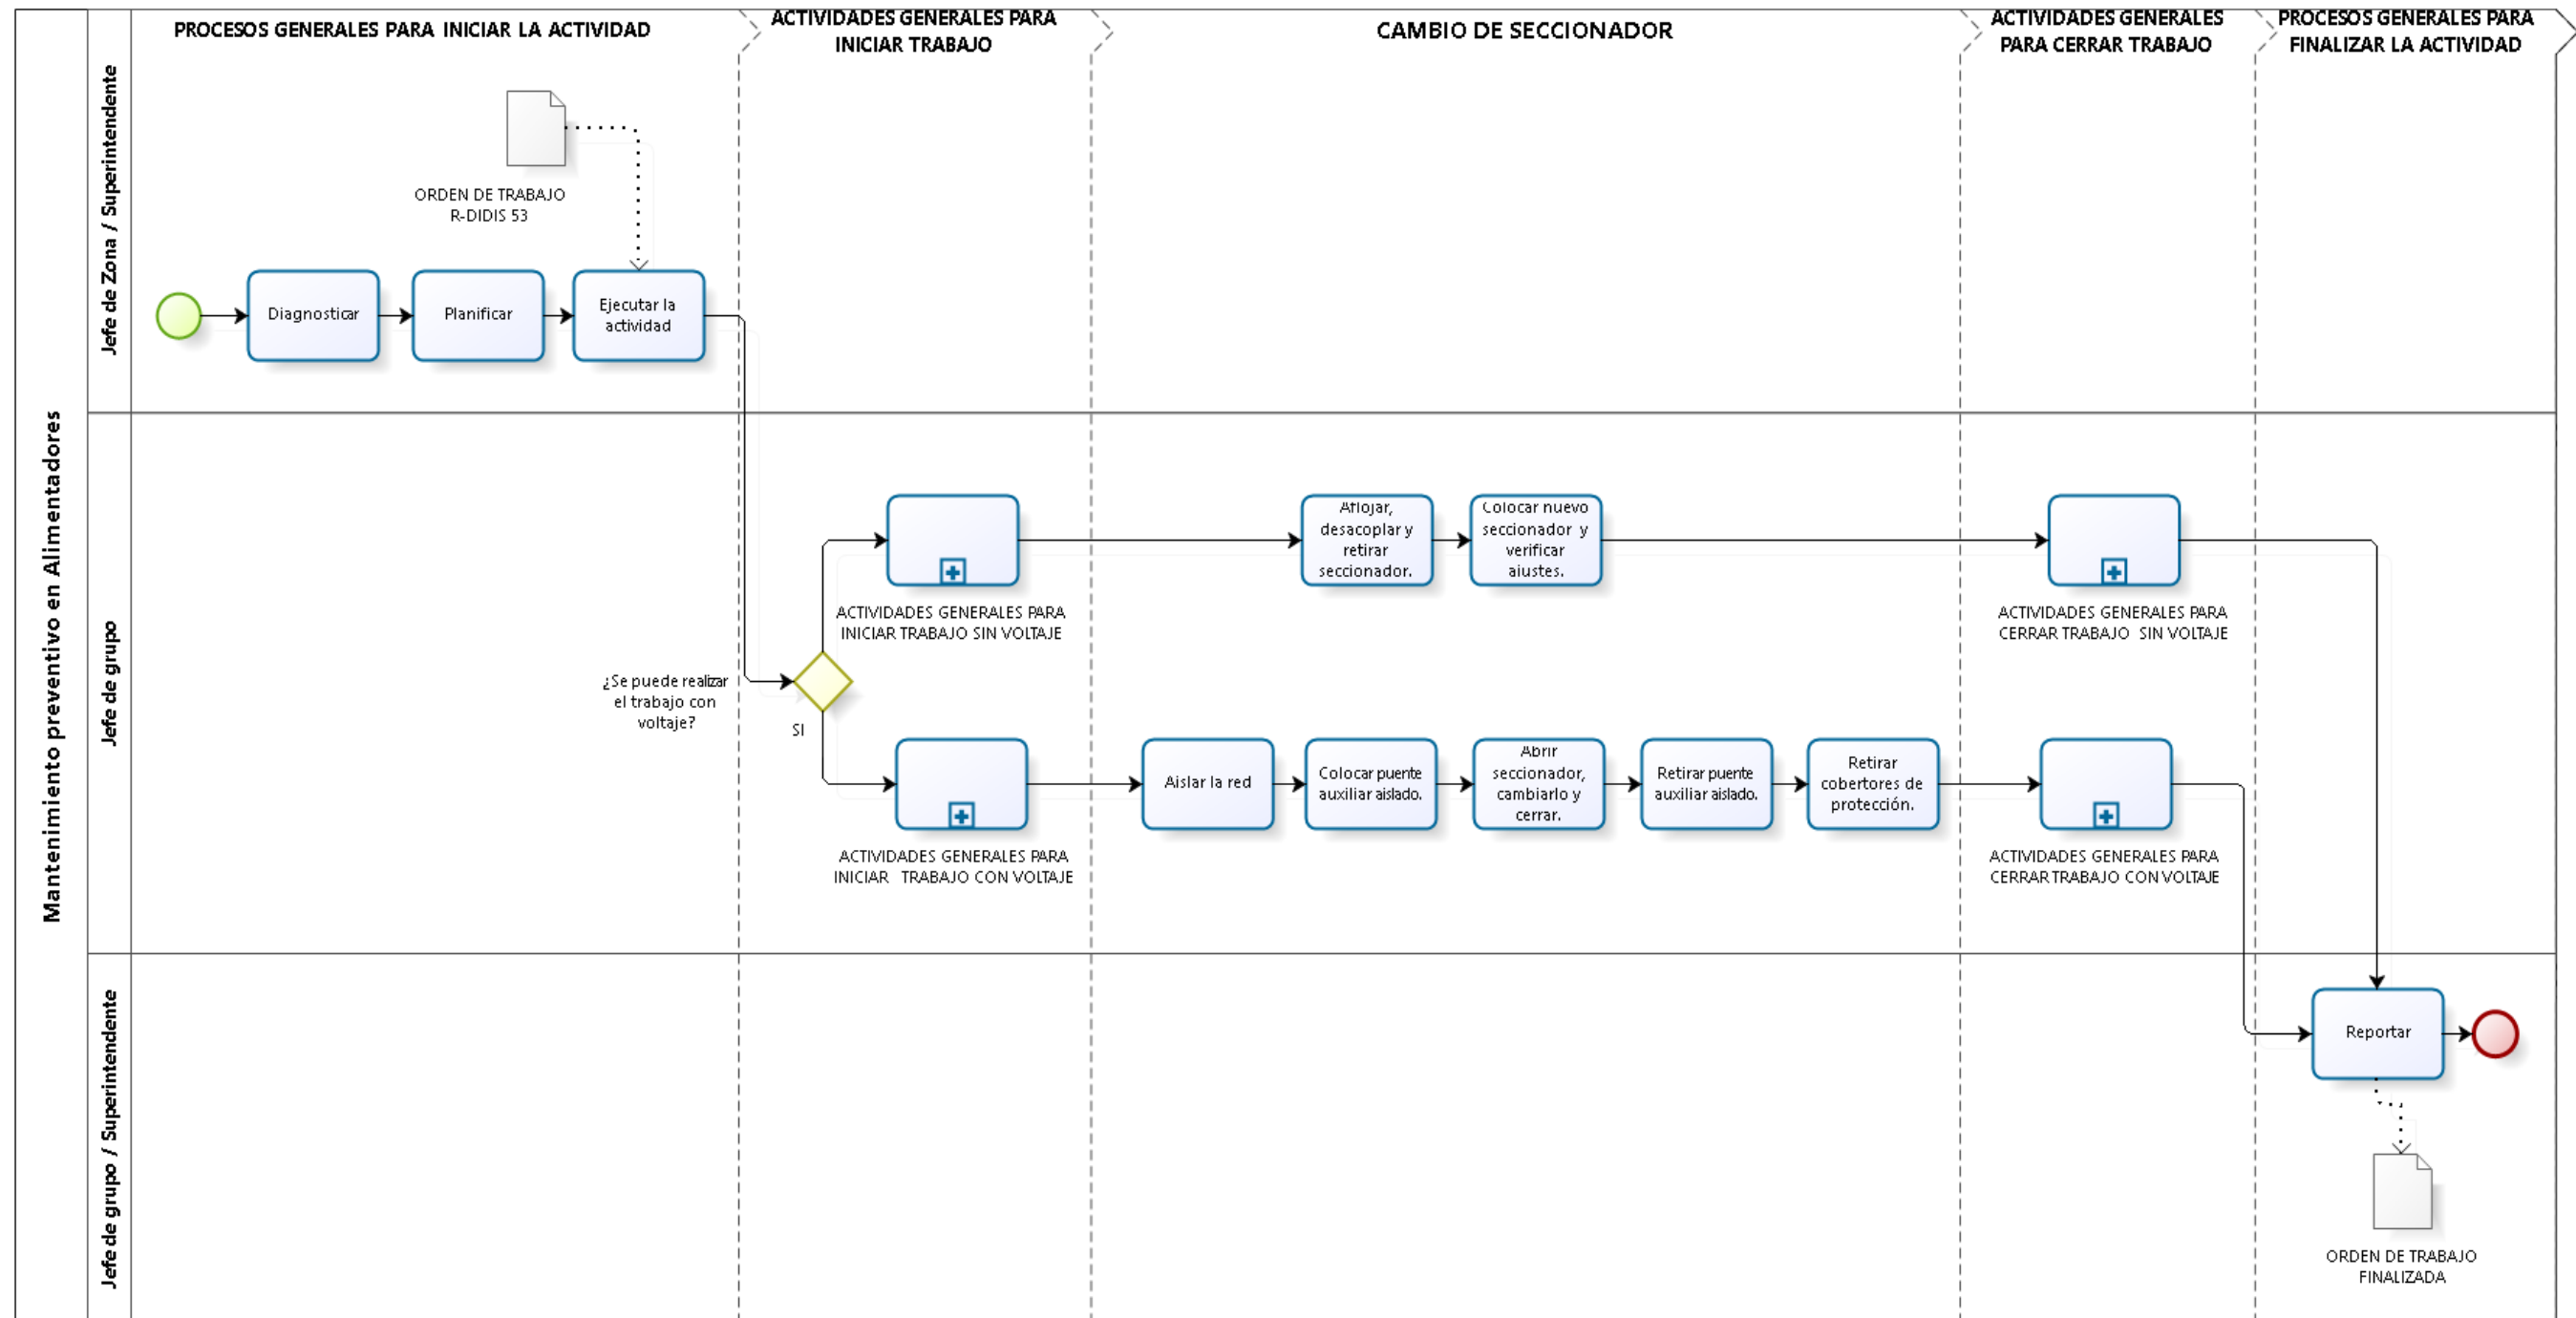 PROCESOS GENERALES PARA INICIAR LA ACTIVIDAD
ACTIVIDADES GENERALES PARA
INICIAR TRABAJO
CAMBIO DE SECCIONADOR
ACTIVIDADES GENERALES
PARA CERRAR TRABAJO
PROCESOS GENERALES PARA
FINALIZAR LA ACTIVIDAD
Mantenimiento preventivo en Alimentadores
Jefe de Zona / Superintendente
ORDEN DE TRABAJO
R-DIDIS 53
Diagnosticar
Planificar
Ejecutar la
actividad
Jefe de grupo
Aflojar,
desacoplar y
retirar
seccionador.
Colocar nuevo
seccionador y
verificar
ajustes.
ACTIVIDADES GENERALES PARA
INICIAR TRABAJO SIN VOLTAJE
ACTIVIDADES GENERALES PARA
CERRAR TRABAJO SIN VOLTAJE
¿Se puede realizar
el trabajo con
voltaje?
SI
Aislar la red
Colocar puente
auxiliar aislado.
Abrir
seccionador,
cambiarlo y
cerrar.
Retirar puente
auxiliar aislado.
Retirar
cobertores de
protección.
ACTIVIDADES GENERALES PARA
INICIAR TRABAJO CON VOLTAJE
ACTIVIDADES GENERALES PARA
CERRAR TRABAJO CON VOLTAJE
Jefe de grupo / Superintendente
Reportar
ORDEN DE TRABAJO
FINALIZADA